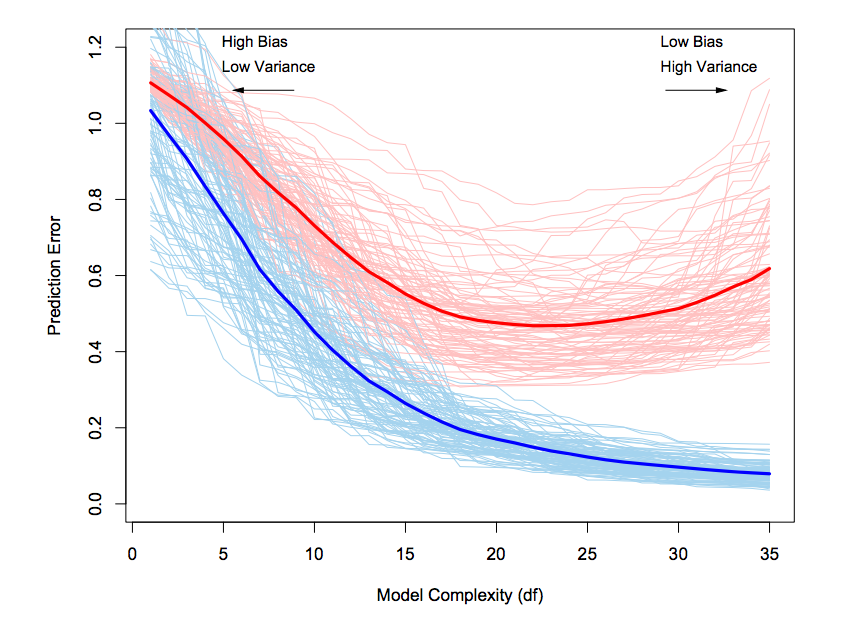 High Bias
Low Variance
Low Bias
High Variance
Prediction Error
0.0
0.2
0.4
0.6
0.8
1.0
1.2
0 5 10 15 20 25 30 35
Model Complexity (df)